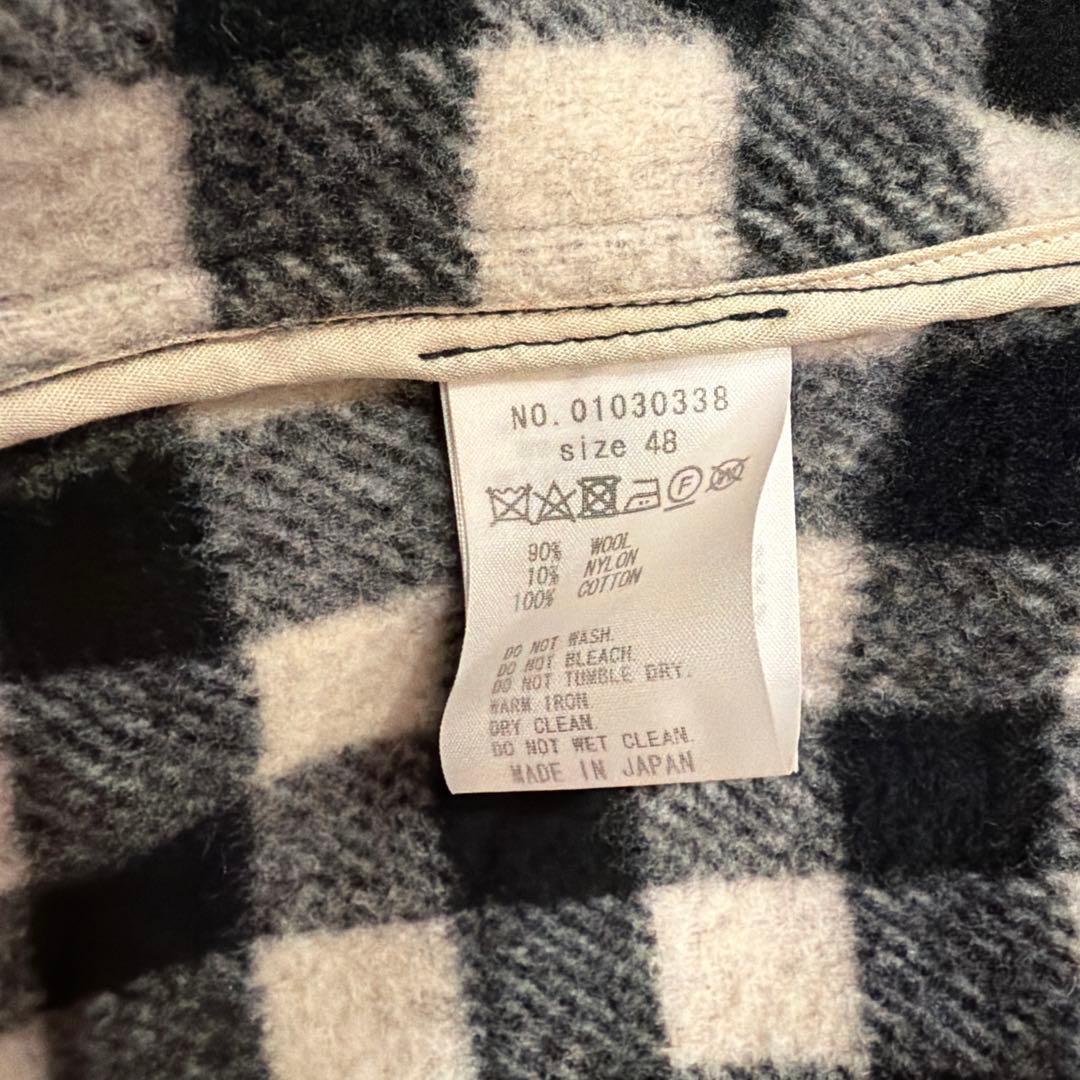 NO. 01030338
size 48
F W
90% WOOL
10% NYLON
100% COTTON
DO NOT WASH.
DO NOT BLEACH.
DO NOT TUMBLE DRY.
WARM IRON
DRY CLEAN
DO NOT WET CLEAN.
MADE IN JAPAN